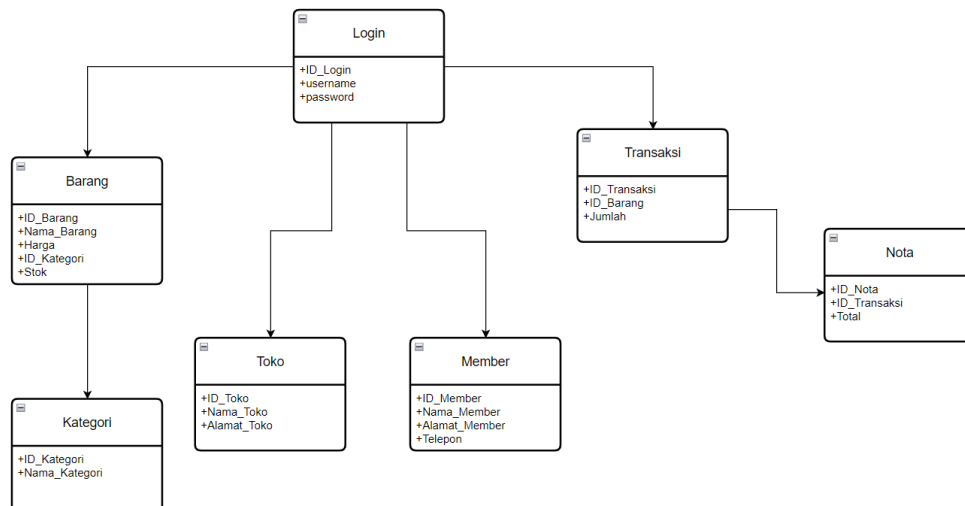 Login
+ID_Login
+username
+password
Transaksi
+ID_Transaksi
+ID_Barang
+Jumlah
Barang
+ID_Barang
+Nama_Barang
+Harga
+ID_Kategori
+Stok
Nota
+ID_Nota
+ID_Transaksi
+Total
Toko
+ID_Toko
+Nama_Toko
+Alamat_Toko
Member
+ID_Member
+Nama_Member
+Alamat_Member
+Telepon
Kategori
+ID_Kategori
+Nama_Kategori